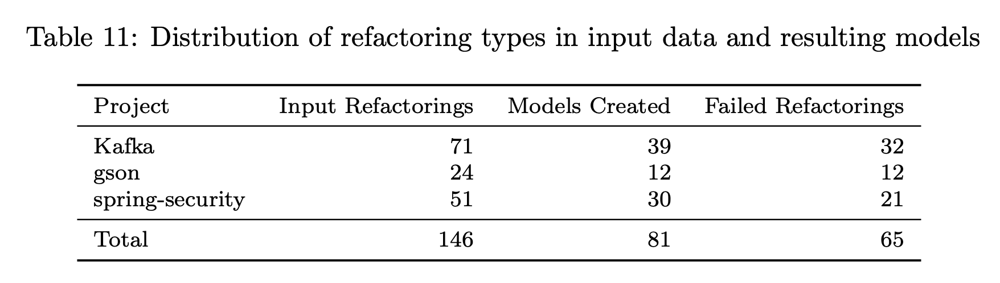 Table 11: Distribution of refactoring types in input data and resulting models
Project Input Refactorings Models Created Failed Refactorings
Kafka 71 39 32
gson 24 12 12
spring-security 51 30 21
Total 146 81 65